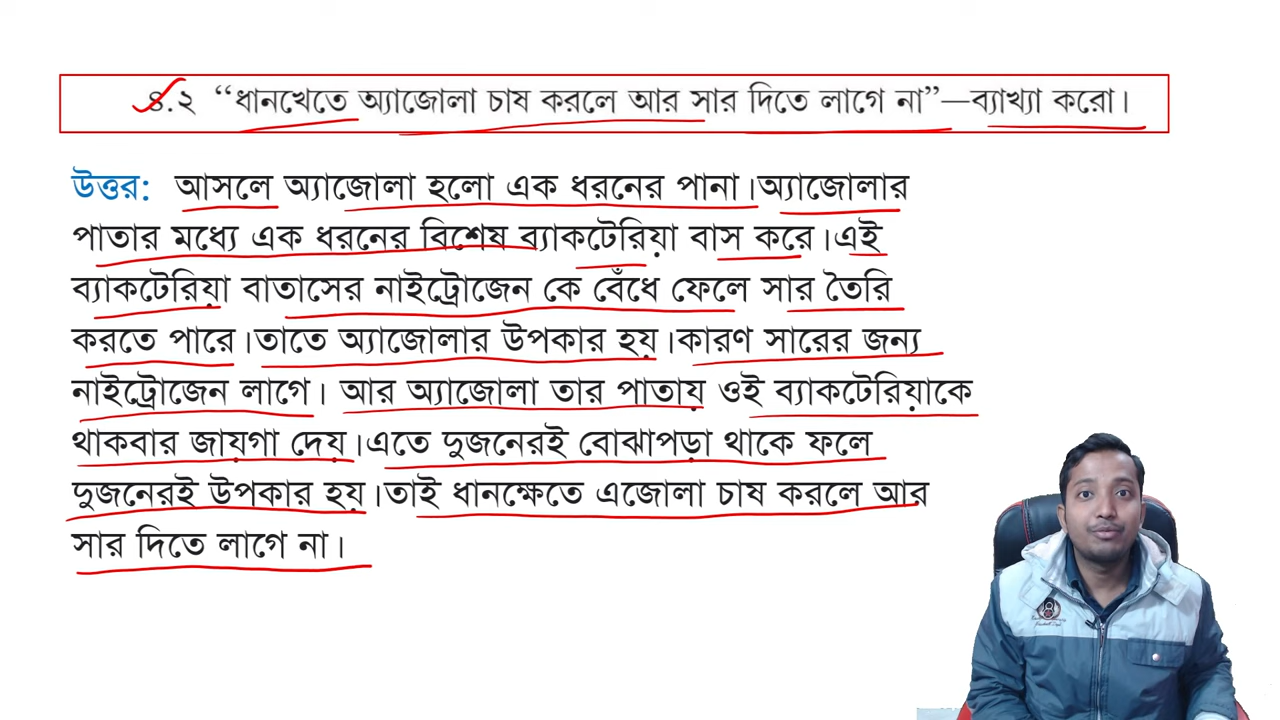 ৪.২ “ধানখেতে অ্যাজোলা চাষ করলে আর সার দিতে লাগে না”—ব্যাখ্যা করো।
উত্তর: আসলে অ্যাজোলা হলো এক ধরনের পানা।অ্যাজোলার
পাতার মধ্যে এক ধরনের বিশেষ ব্যাকটেরিয়া বাস করে।এই
ব্যাকটেরিয়া বাতাসের নাইট্রোজেন কে বেঁধে ফেলে সার তৈরি
করতে পারে।তাতে অ্যাজোলার উপকার হয়।কারণ সারের জন্য
নাইট্রোজেন লাগে। আর অ্যাজোলা তার পাতায় ওই ব্যাকটেরিয়াকে
থাকবার জায়গা দেয়।এতে দুজনেরই বোঝাপড়া থাকে ফলে
দুজনেরই উপকার হয়।তাই ধানক্ষেতে এজোলা চাষ করলে আর
সার দিতে লাগে না।